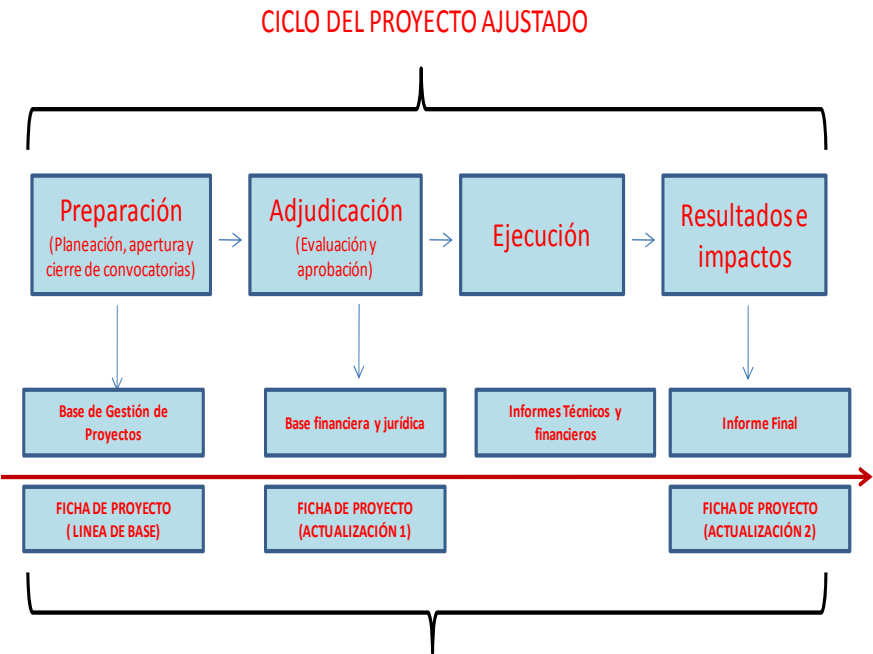 CICLO DEL PROYECTO AJUSTADO
Preparación
(Planeación, apertura y
cierre de convocatorias)
Adjudicación
(Evaluación y
aprobación)
Ejecución
Resultados e
impactos
Base de Gestión de
Proyectos
Base financiera y jurídica
Informes Técnicos y
financieros
Informe Final
FICHA DE PROYECTO
( LINEA DE BASE)
FICHA DE PROYECTO
(ACTUALIZACIÓN 1)
FICHA DE PROYECTO
(ACTUALIZACIÓN 2)